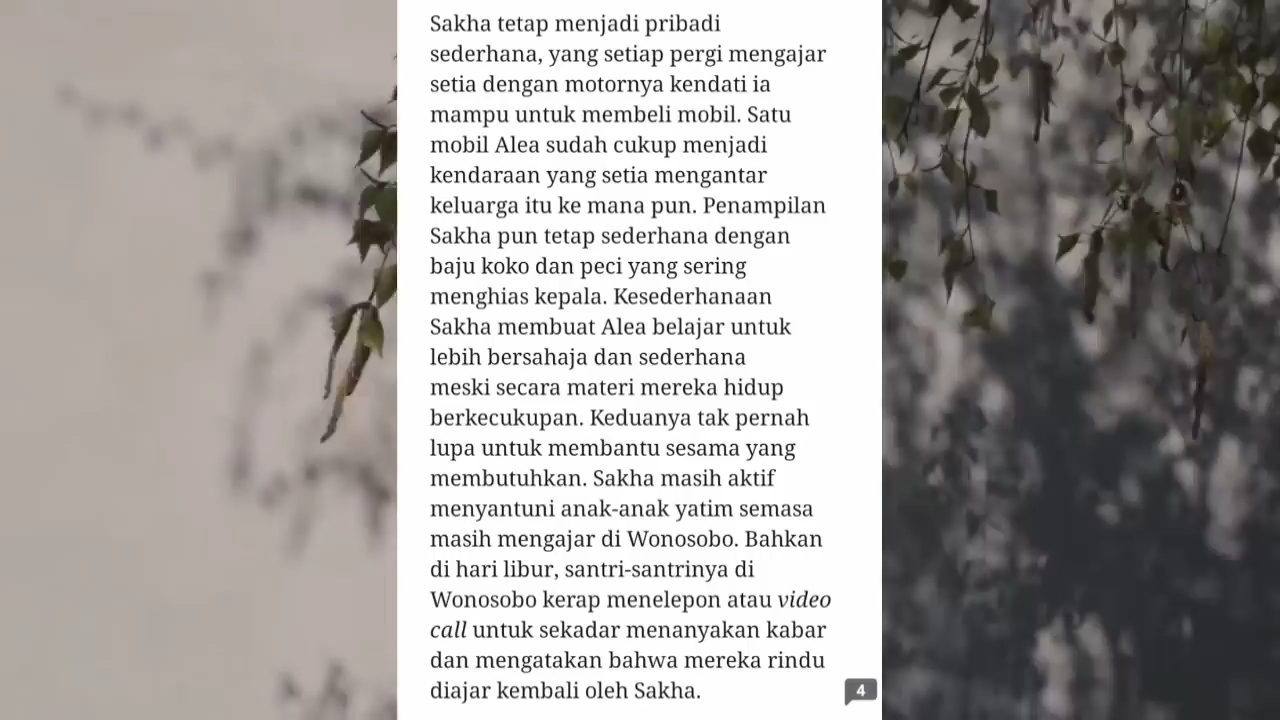 Sakha tetap menjadi pribadi
sederhana, yang setiap pergi mengajar
setia dengan motornya kendati ia
mampu untuk membeli mobil. Satu
mobil Alea sudah cukup menjadi
kendaraan yang setia mengantar
keluarga itu ke mana pun. Penampilan
Sakha pun tetap sederhana dengan
baju koko dan peci yang sering
menghias kepala. Kesederhanaan
Sakha membuat Alea belajar untuk
lebih bersahaja dan sederhana
meski secara materi mereka hidup
berkecukupan. Keduanya tak pernah
lupa untuk membantu sesama yang
membutuhkan. Sakha masih aktif
menyantuni anak-anak yatim semasa
masih mengajar di Wonosobo. Bahkan
di hari libur, santri-santrinya di
Wonosobo kerap menelepon atau video
call untuk sekadar menanyakan kabar
dan mengatakan bahwa mereka rindu
diajar kembali oleh Sakha.
4